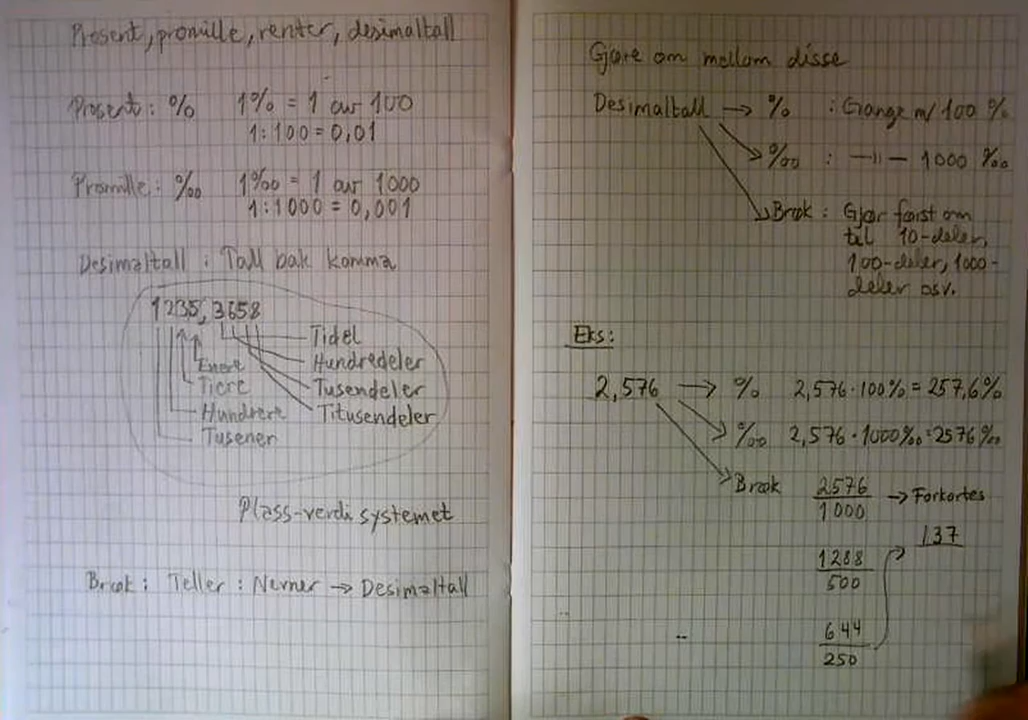 Prosent, promille, renter, desimaltall
Prosent: % 1% = 1 av 100
1:100 = 0,01
Promille: ‰ 1‰ = 1 av 1000
1:1000 = 0,001
Desimaltall : Tall bak komma
1235,3658
Tidel
Hundredeler
Tusendeler
Titusendeler
Enere
Tiere
Hundrere
Tusener
Plass-verdi systemet
Brøk: Teller : Nevner → Desimaltall
Gjøre om mellom disse
Desimaltall → % : Gange m/ 100 %
‰ : —||— 1000 ‰
Brøk : Gjør først om
til 10-deler,
100-deler, 1000-
deler osv.
Eks:
2,576 → % 2,576 · 100% = 257,6%
‰ 2,576 · 1000‰ = 2576‰
Brøk 2576/1000 → Forkortes
1288/500
644/250
137